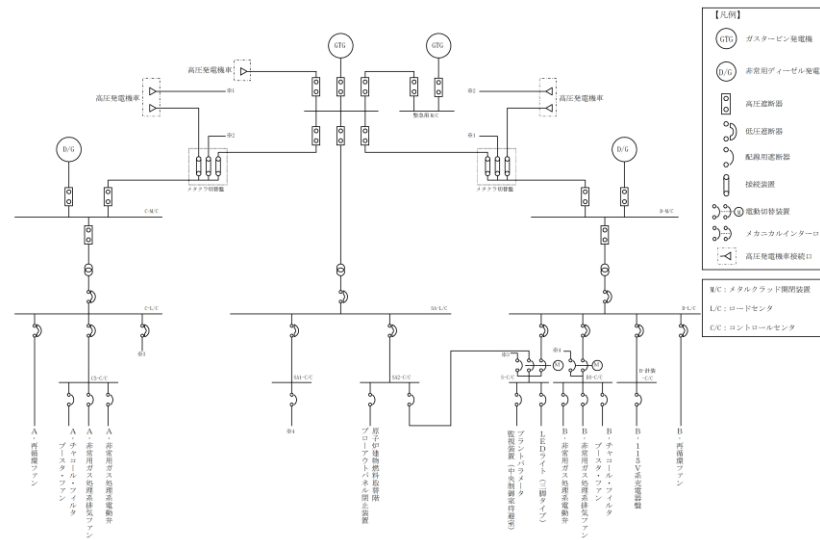 【凡例】
GTG
GTG
GTG
ガスタービン発電機
高圧発電機車
D/G
非常用ディーゼル発電
高圧発電機車
※1
※2
高圧発電機車
高圧遮断器
緊急用M/C
低圧遮断器
※2
※1
D/G
D/G
配線用遮断器
メタクラ切替盤
メタクラ切替盤
接続装置
C-M/C
D-M/C
M
電動切替装置
メカニカルインターロ
高圧発電機車接続口
M/C：メタルクラッド開閉装置
L/C：ロードセンタ
C/C：コントロールセンタ
C-L/C
SA-L/C
D-L/C
※3
※3
※4
M
M
SA1-C/C
SA2-C/C
※4
A-再循環ファン
A-チャコール・フィルタ
ブースタ・ファン
A-非常用ガス処理系排気ファン
A-非常用ガス処理系電動弁
原子炉建物燃料取替階
ブローアウトパネル閉止装置
プラントパラメータ
監視装置（中央制御室待避室）
LEDライト（三脚タイプ）
B-非常用ガス処理系電動弁
B-非常用ガス処理系排気ファン
B-チャコール・フィルタ
ブースタ・ファン
B-115V系充電器盤
B-再循環ファン